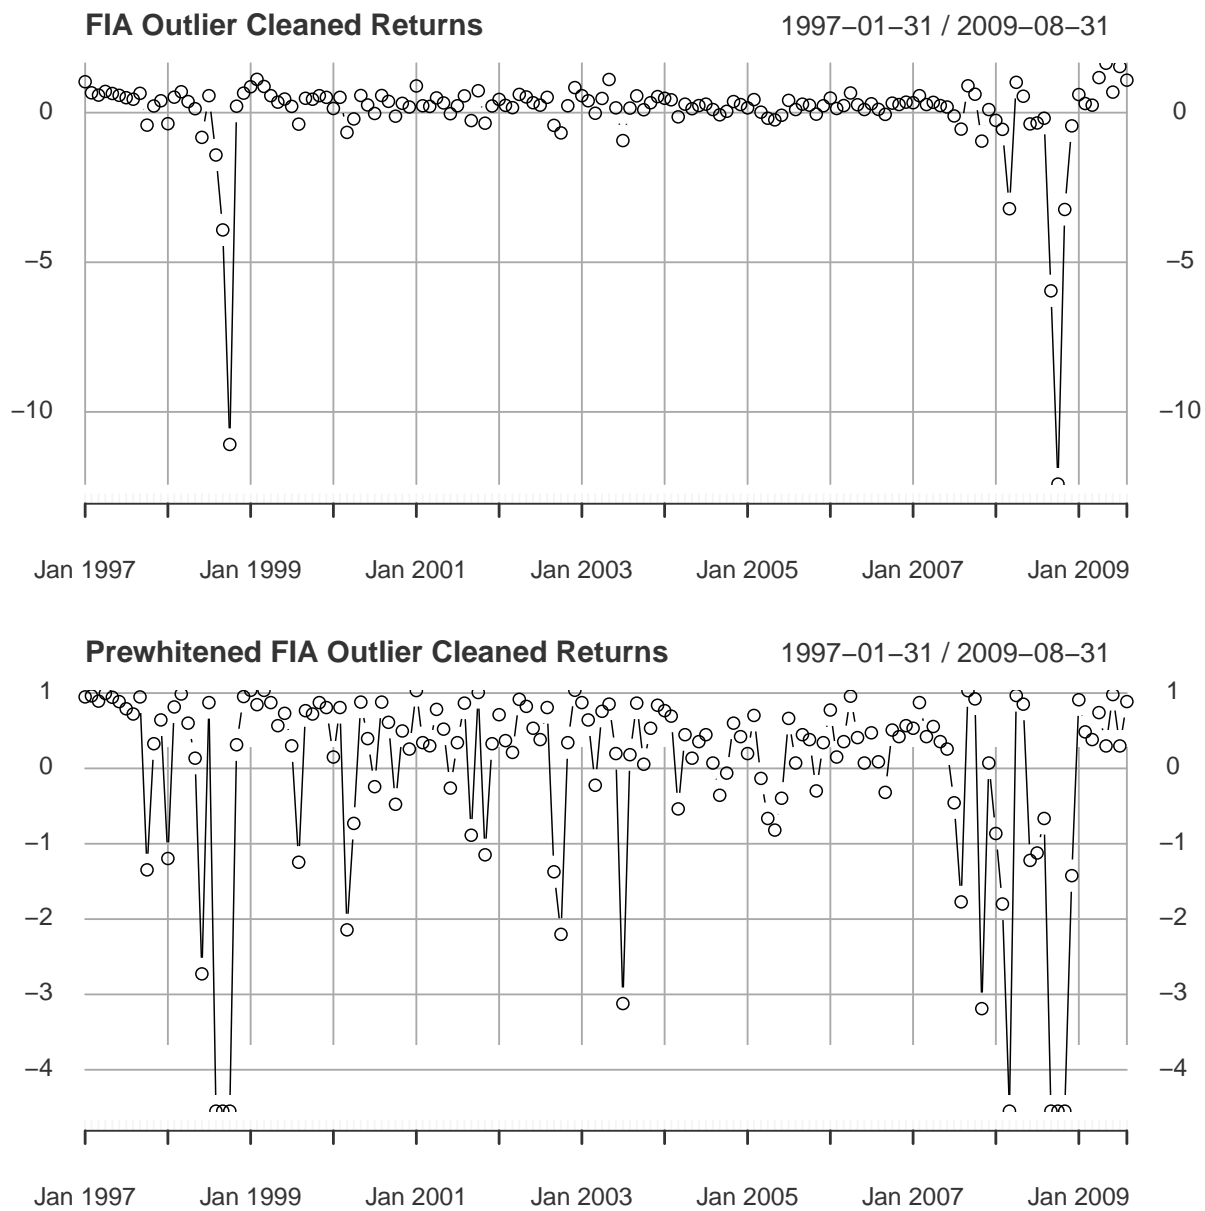 FIA Outlier Cleaned Returns 1997−01−31 / 2009−08−31
0 0
−5 −5
−10 −10
Jan 1997 Jan 1999 Jan 2001 Jan 2003 Jan 2005 Jan 2007 Jan 2009
Prewhitened FIA Outlier Cleaned Returns 1997−01−31 / 2009−08−31
1 1
0 0
−1 −1
−2 −2
−3 −3
−4 −4
Jan 1997 Jan 1999 Jan 2001 Jan 2003 Jan 2005 Jan 2007 Jan 2009